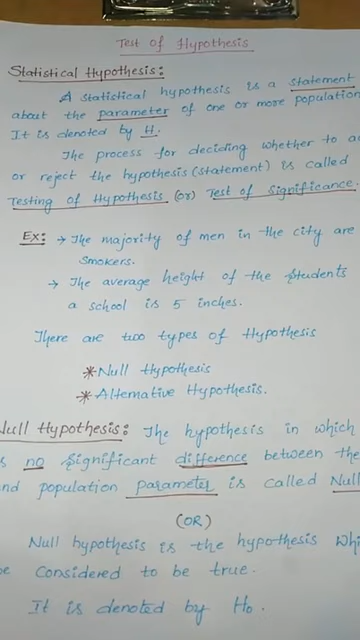 Test of Hypothesis
Statistical Hypothesis:
A statistical hypothesis is a statement
about the parameter of one or more population
It is denoted by H.
The process for deciding whether to ac
or reject the hypothesis (statement) is called
Testing of Hypothesis (or) Test of Significance.
Ex: → The majority of men in the city are
smokers.
→ The average height of the students
a school is 5 inches.
There are two types of Hypothesis
* Null Hypothesis
* Alternative Hypothesis.
Null Hypothesis: The hypothesis in which
no significant difference between the
population parameter is called Null
(OR)
Null hypothesis is the hypothesis whi
considered to be true.
It is denoted by H0.